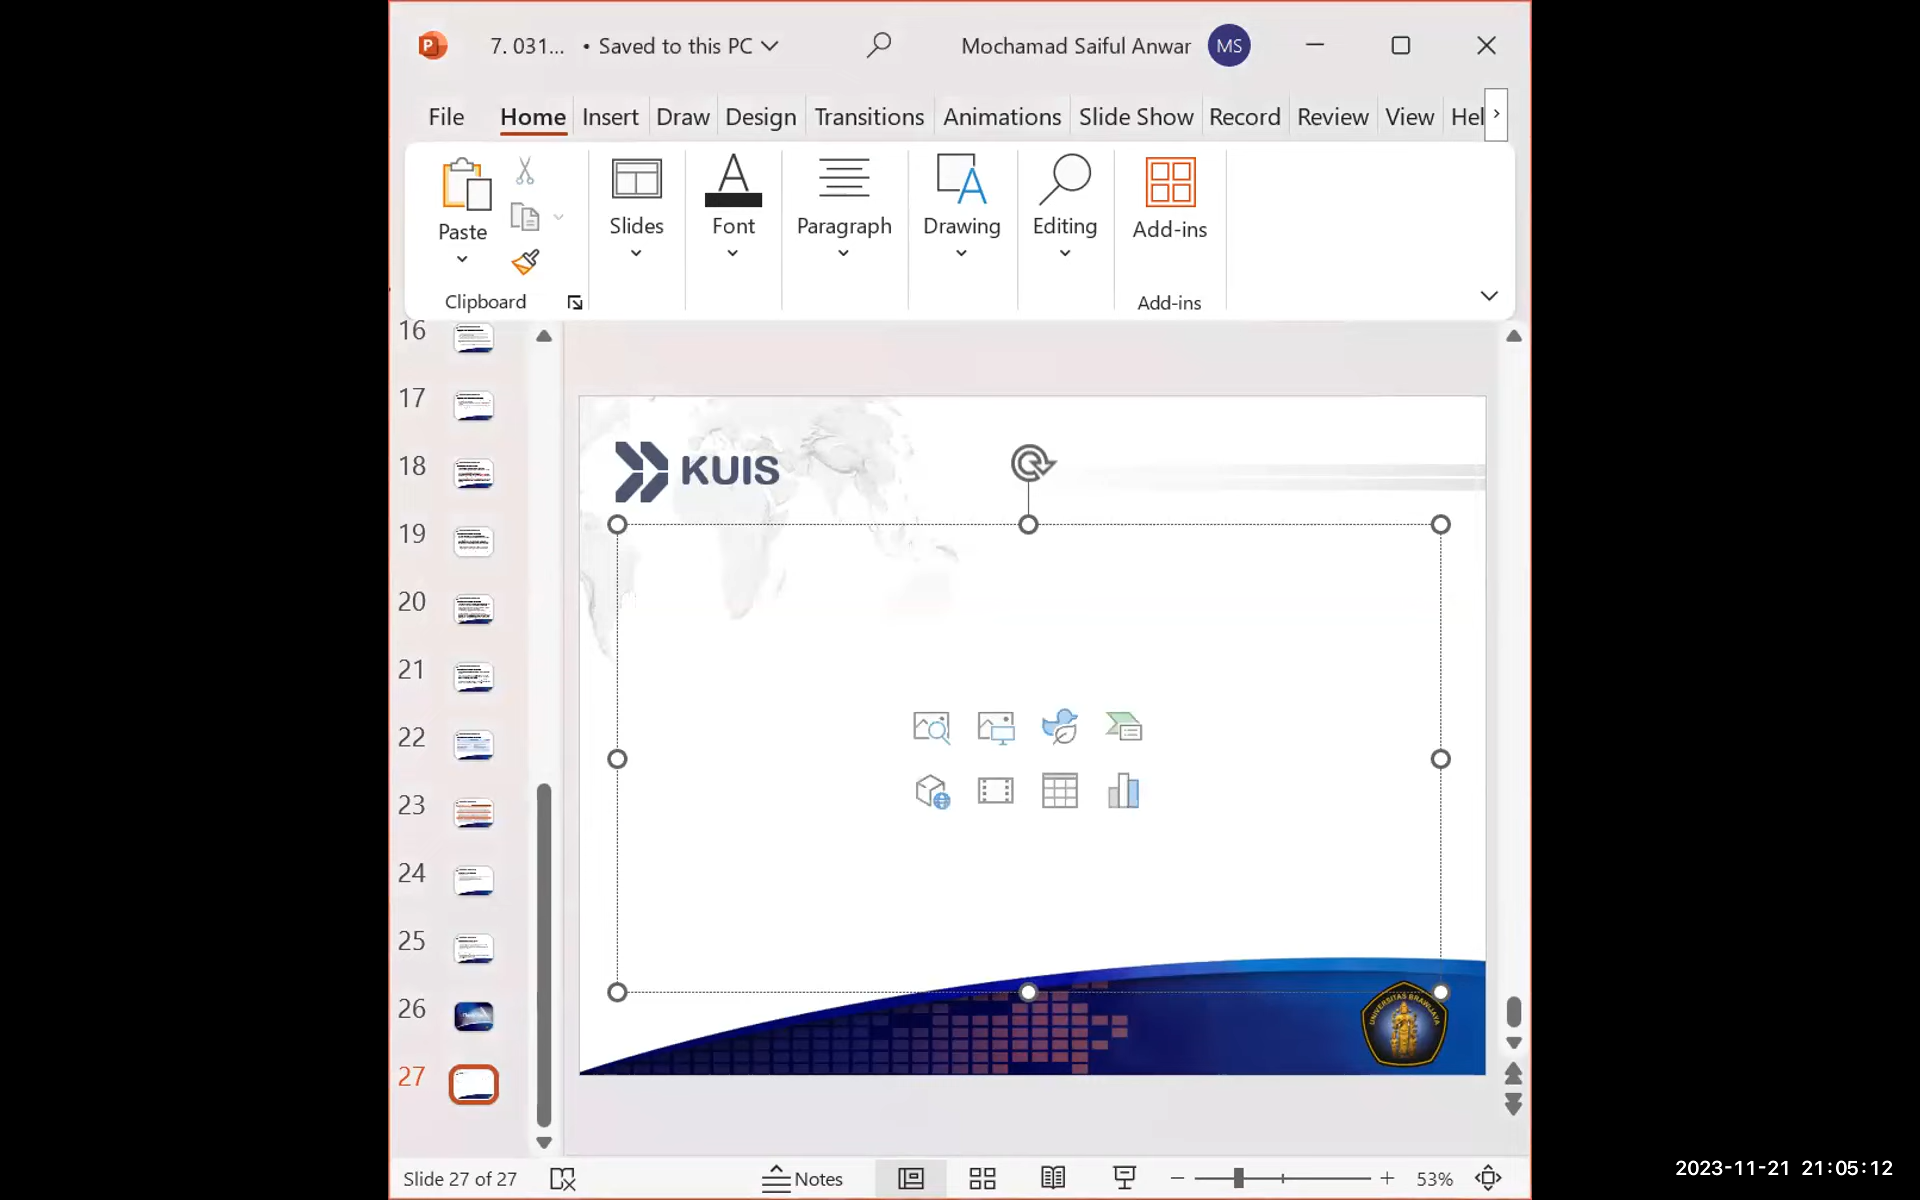 7. 031... • Saved to this PC
Mochamad Saiful Anwar MS
File Home Insert Draw Design Transitions Animations Slide Show Record Review View Hel
Paste
Slides
Font
Paragraph
Drawing
Editing
Add-ins
Clipboard
Add-ins
16
17
18
19
20
21
22
23
24
25
26
27
KUIS
UNIVERSITAS BRAWIJAYA
Slide 27 of 27
Notes
53%
2023-11-21 21:05:12